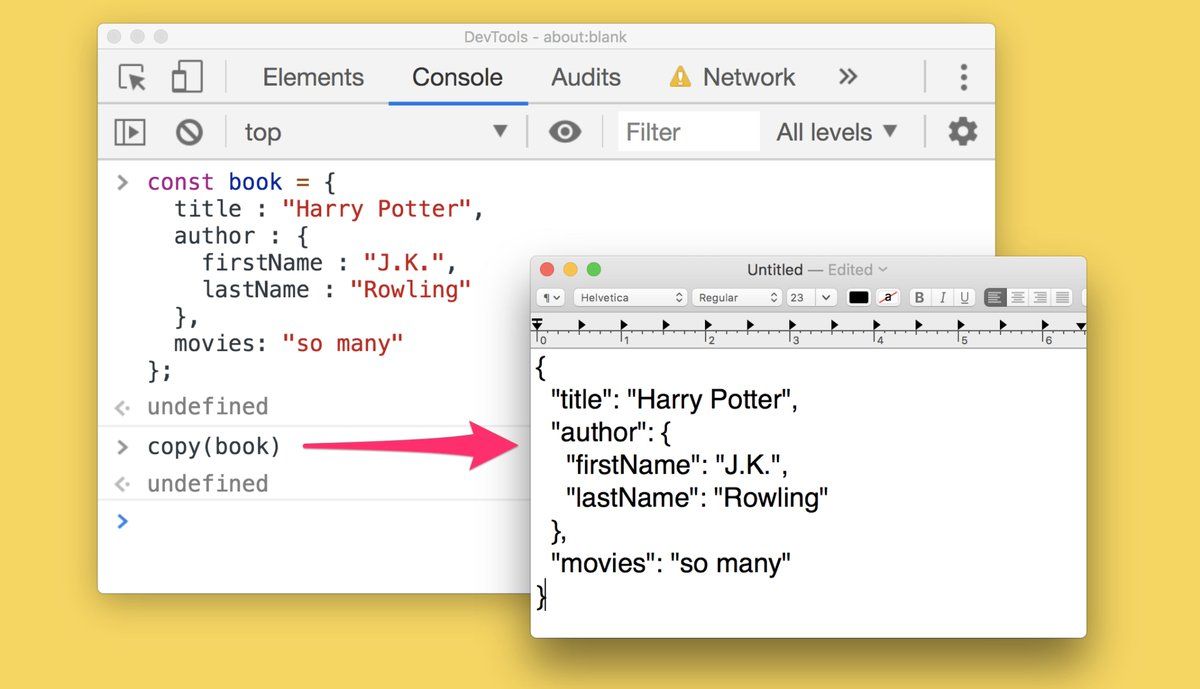 DevTools - about:blank
Elements Console Audits Network »
top Filter All levels
> const book = {
title : "Harry Potter",
author : {
firstName : "J.K.",
lastName : "Rowling"
},
movies: "so many"
};
undefined
> copy(book)
undefined
>
Untitled — Edited
¶ Helvetica Regular 23 a B I U
0 1 2 3 4 5 6
{
"title": "Harry Potter",
"author": {
"firstName": "J.K.",
"lastName": "Rowling"
},
"movies": "so many"
}